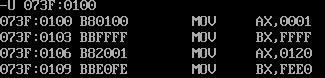 -U 073F:0100
073F:0100 B80100 MOV AX,0001
073F:0103 BBFFFF MOV BX,FFFF
073F:0106 B82001 MOV AX,0120
073F:0109 BBE0FE MOV BX,FEE0